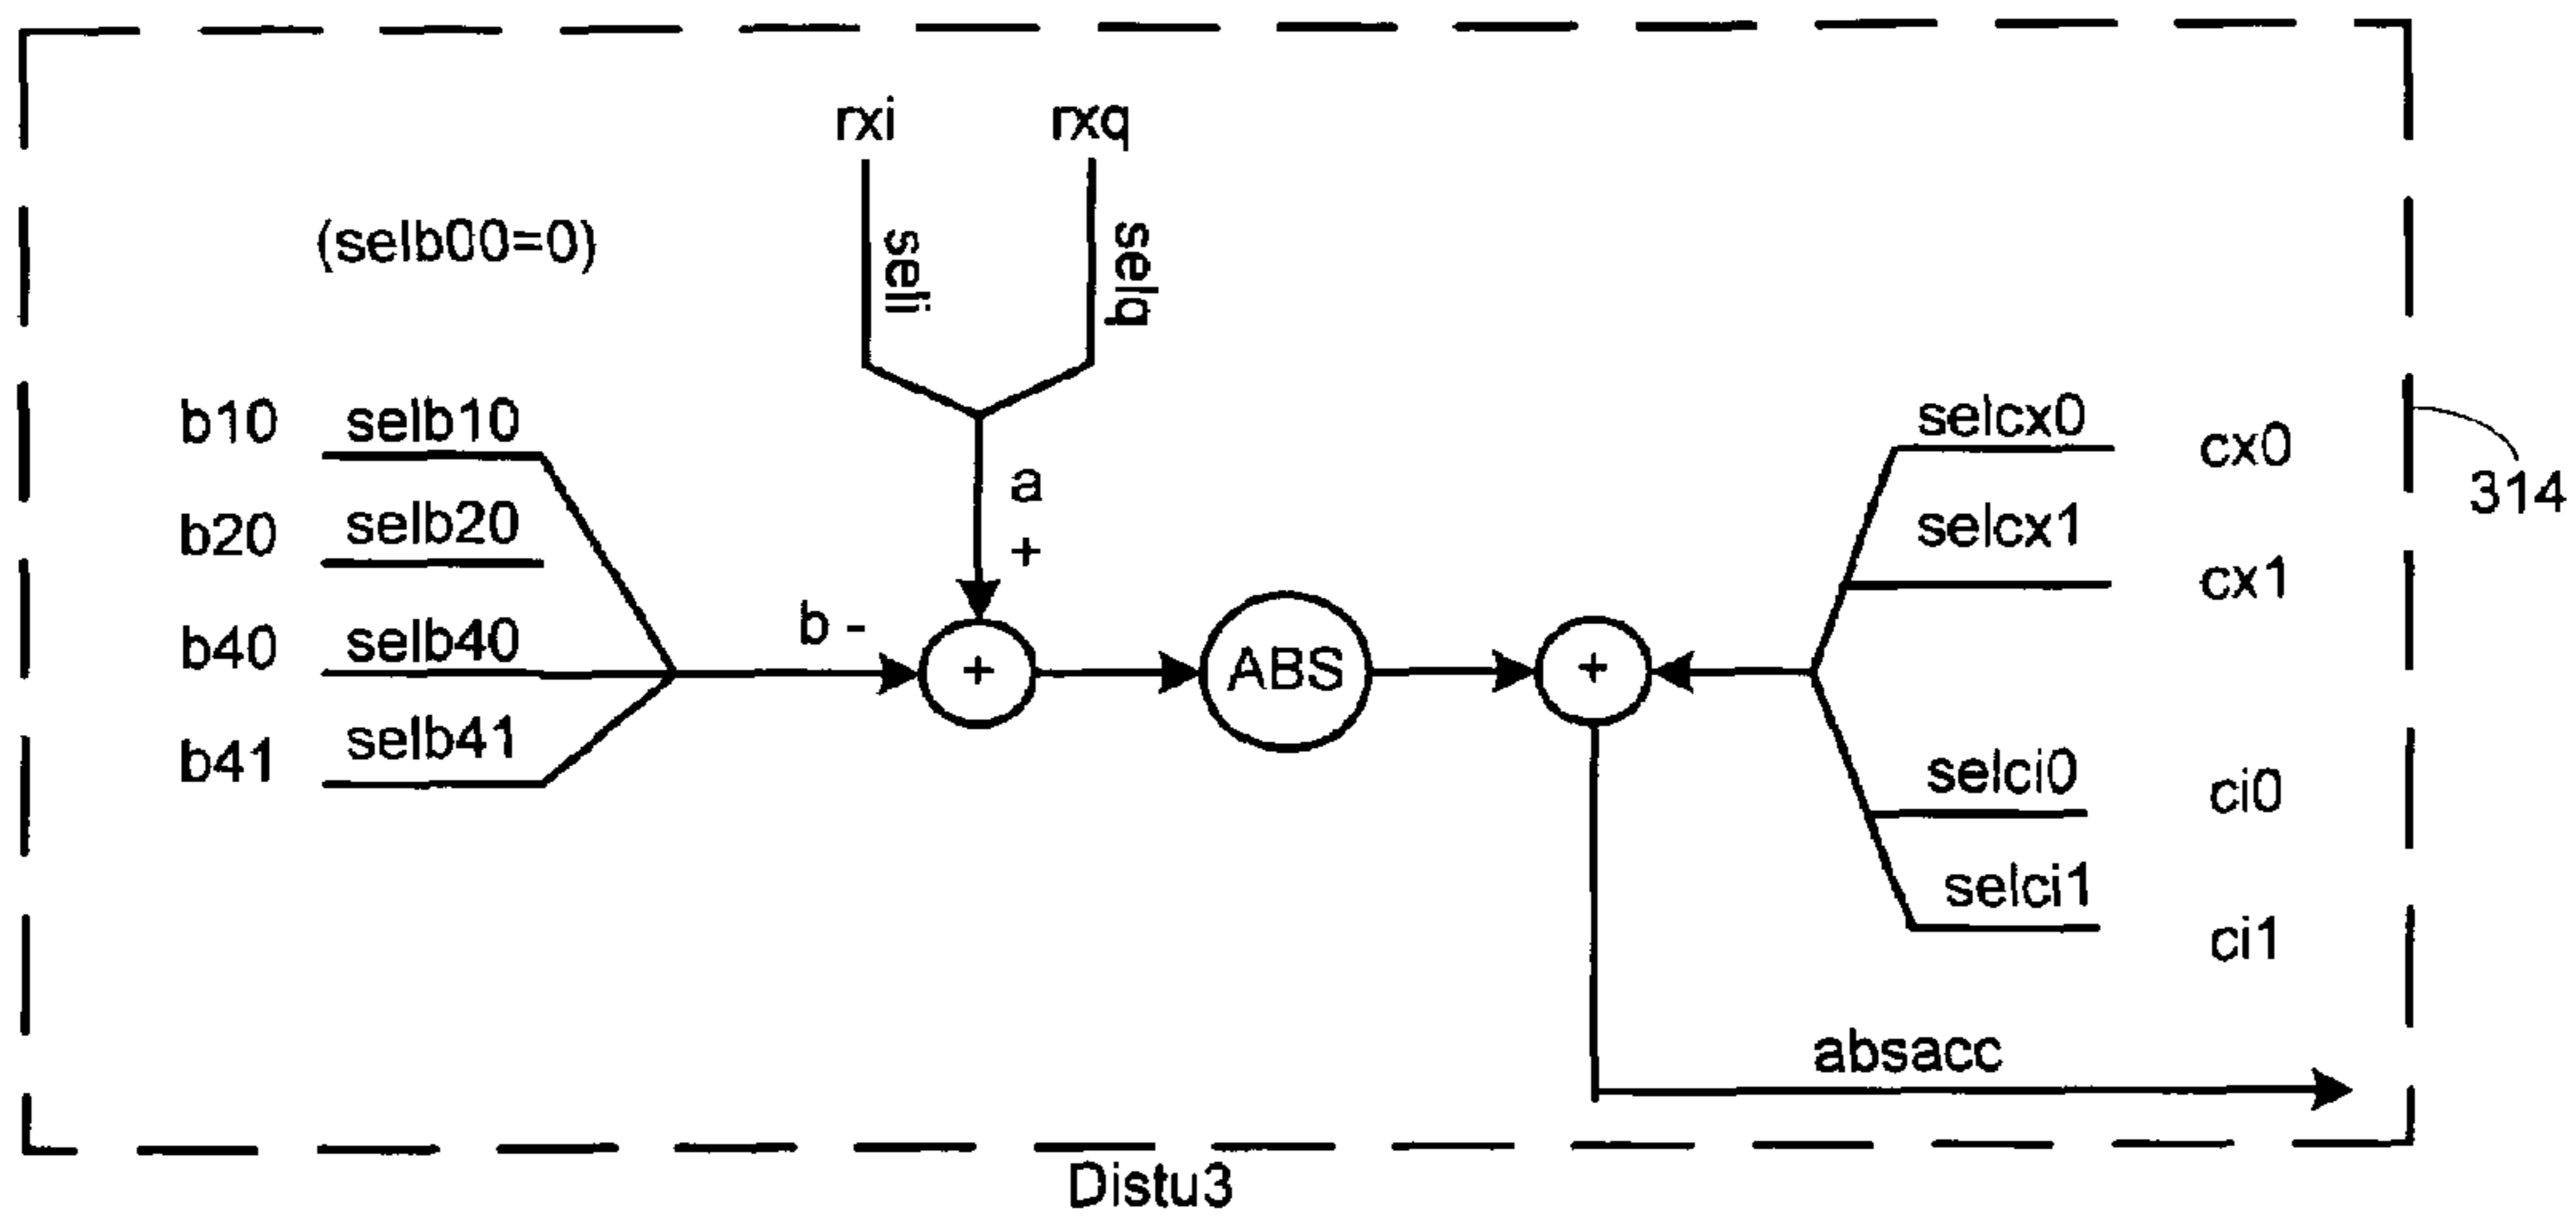 rxi rxq
(selb00=0)
seli
selq
b10 selb10
b20 selb20
b40 selb40
b41 selb41
a
+
b -
+
ABS
+
selcx0 cx0
selcx1 cx1
selci0 ci0
selci1 ci1
314
absacc
Distu3